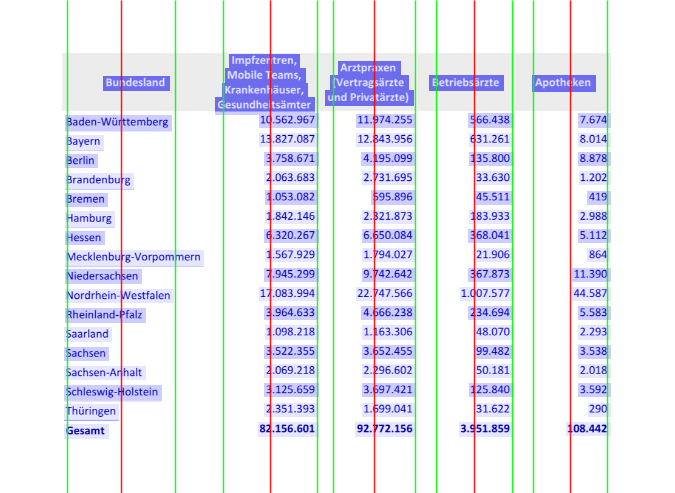 Bundesland Impfzentren, Mobile Teams, Krankenhäuser, Gesundheitsämter Arztpraxen (Vertragsärzte und Privatärzte) Betriebsärzte Apotheken
Baden-Württemberg 10.562.967 11.974.255 566.438 7.674
Bayern 13.827.087 12.843.956 631.261 8.014
Berlin 3.758.671 4.195.099 135.800 8.878
Brandenburg 2.063.683 2.731.695 33.630 1.202
Bremen 1.053.082 595.896 45.511 419
Hamburg 1.842.146 2.321.873 183.933 2.988
Hessen 6.320.267 6.650.084 368.041 5.112
Mecklenburg-Vorpommern 1.567.929 1.794.027 21.906 864
Niedersachsen 7.945.299 9.742.642 367.873 11.390
Nordrhein-Westfalen 17.083.994 22.747.566 1.007.577 44.587
Rheinland-Pfalz 3.964.633 4.666.238 234.694 5.583
Saarland 1.098.218 1.163.306 48.070 2.293
Sachsen 3.522.355 3.652.455 99.482 3.538
Sachsen-Anhalt 2.069.218 2.296.602 50.181 2.018
Schleswig-Holstein 3.125.659 3.697.421 125.840 3.592
Thüringen 2.351.393 1.699.041 31.622 290
Gesamt 82.156.601 92.772.156 3.951.859 108.442